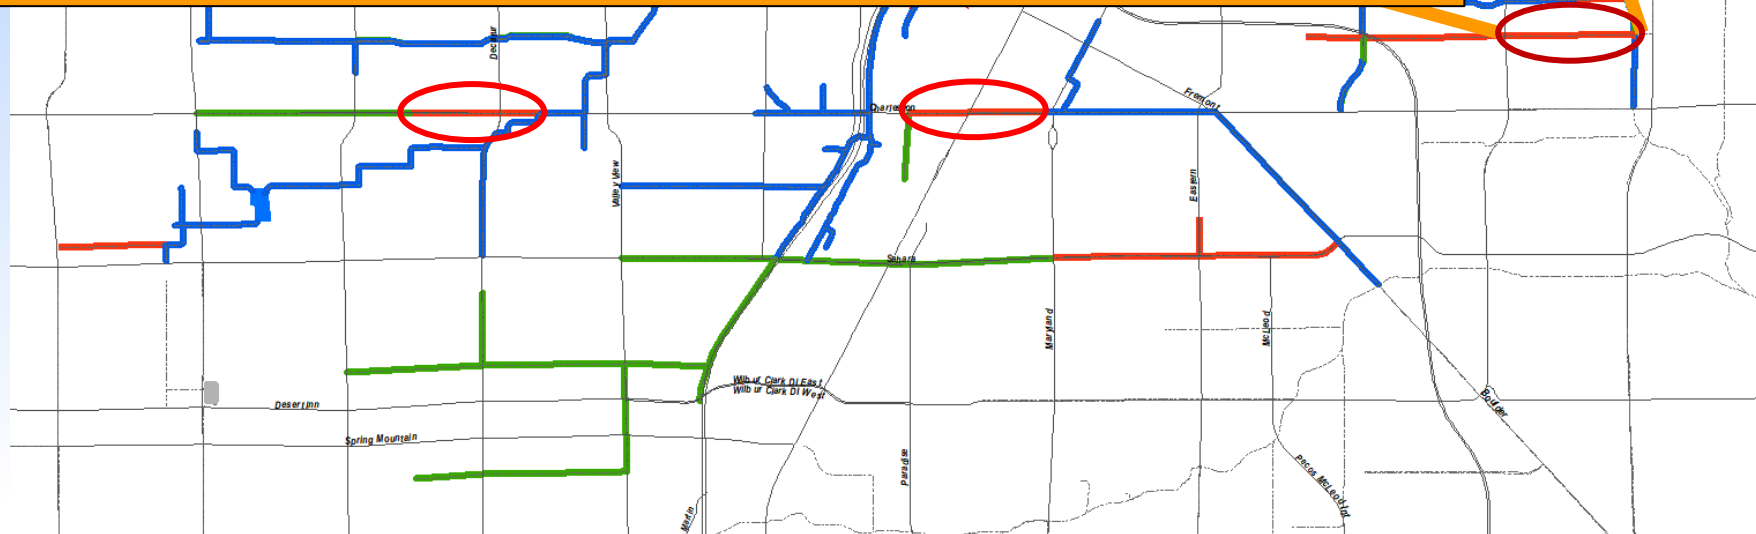 Decatur
Charleston
Fremont
Valley View
Eastern
Sahara
Maryland
McLeod
Wilbur Clark DI East
Wilbur Clark DI West
Desert Inn
Boulder
Spring Mountain
Paradise
Pecos McLeod Int
Martin